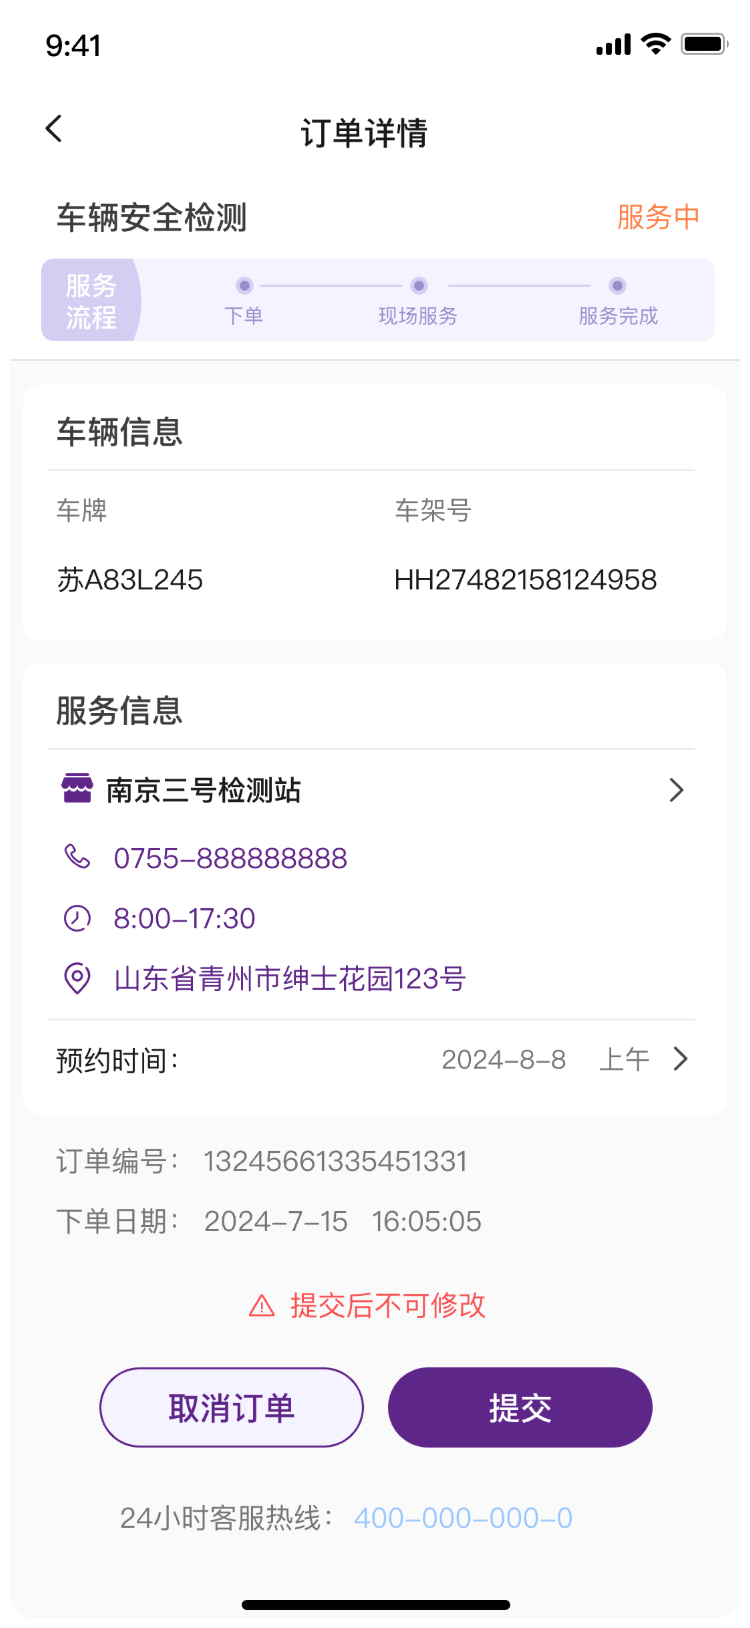 9:41
订单详情
车辆安全检测 服务中
服务
流程
下单 现场服务 服务完成
车辆信息
车牌 车架号
苏A83L245 HH27482158124958
服务信息
南京三号检测站
0755-888888888
8:00-17:30
山东省青州市绅士花园123号
预约时间: 2024-8-8 上午
订单编号: 13245661335451331
下单日期: 2024-7-15 16:05:05
提交后不可修改
取消订单 提交
24小时客服热线: 400-000-000-0